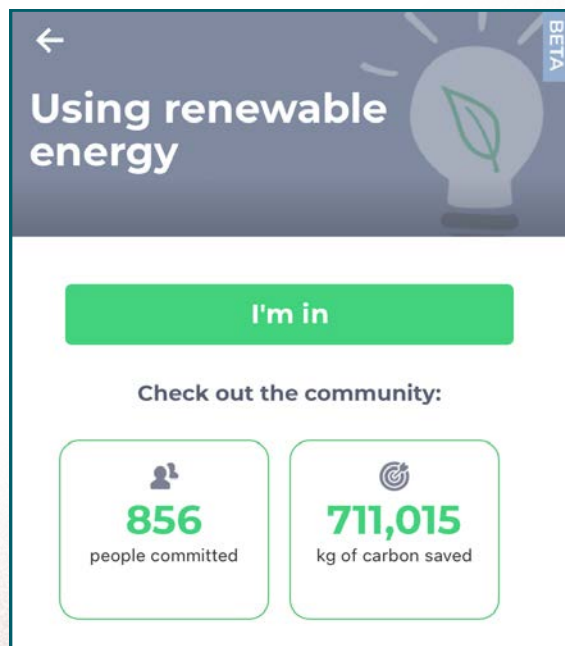 BETA
Using renewable
energy
I'm in
Check out the community:
856
people committed
711,015
kg of carbon saved